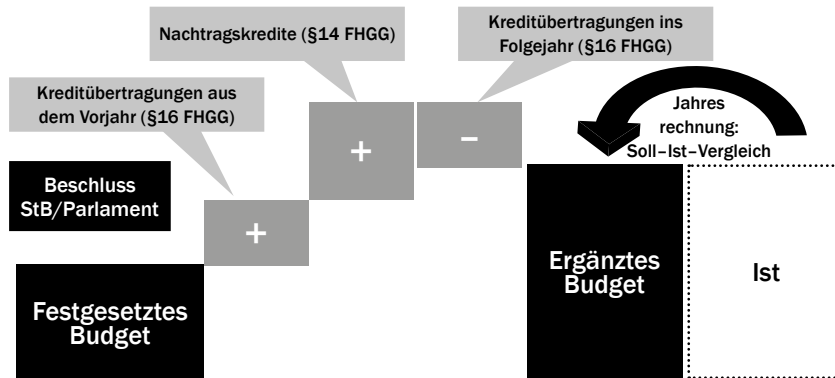 Nachtragskredite (§14 FHGG)
Kreditübertragungen ins
Folgejahr (§16 FHGG)
Kreditübertragungen aus
dem Vorjahr (§16 FHGG)
Jahres
rechnung:
Soll–Ist–Vergleich
+
–
Beschluss
StB/Parlament
+
Ergänztes
Budget
Ist
Festgesetztes
Budget